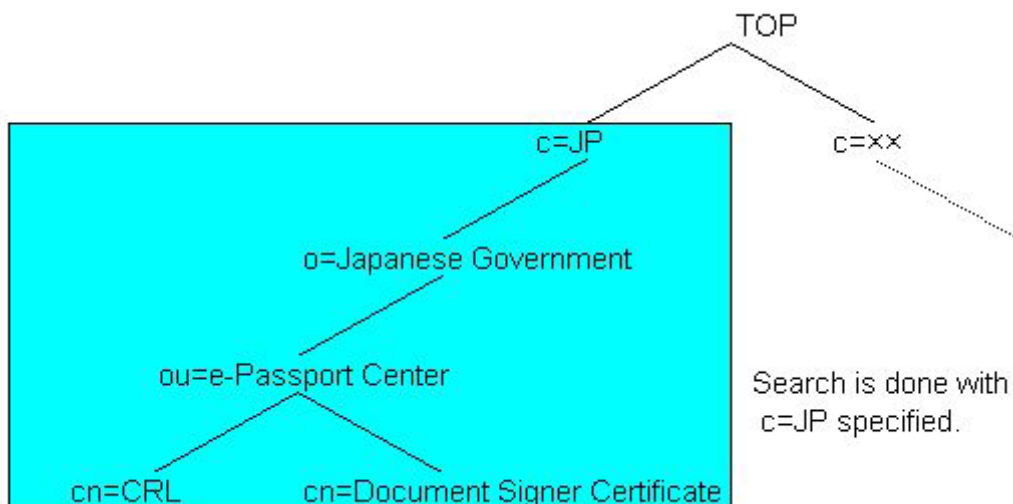 TOP
c=JP
c=××
o=Japanese Government
ou=e-Passport Center
Search is done with
c=JP specified.
cn=CRL
cn=Document Signer Certificate